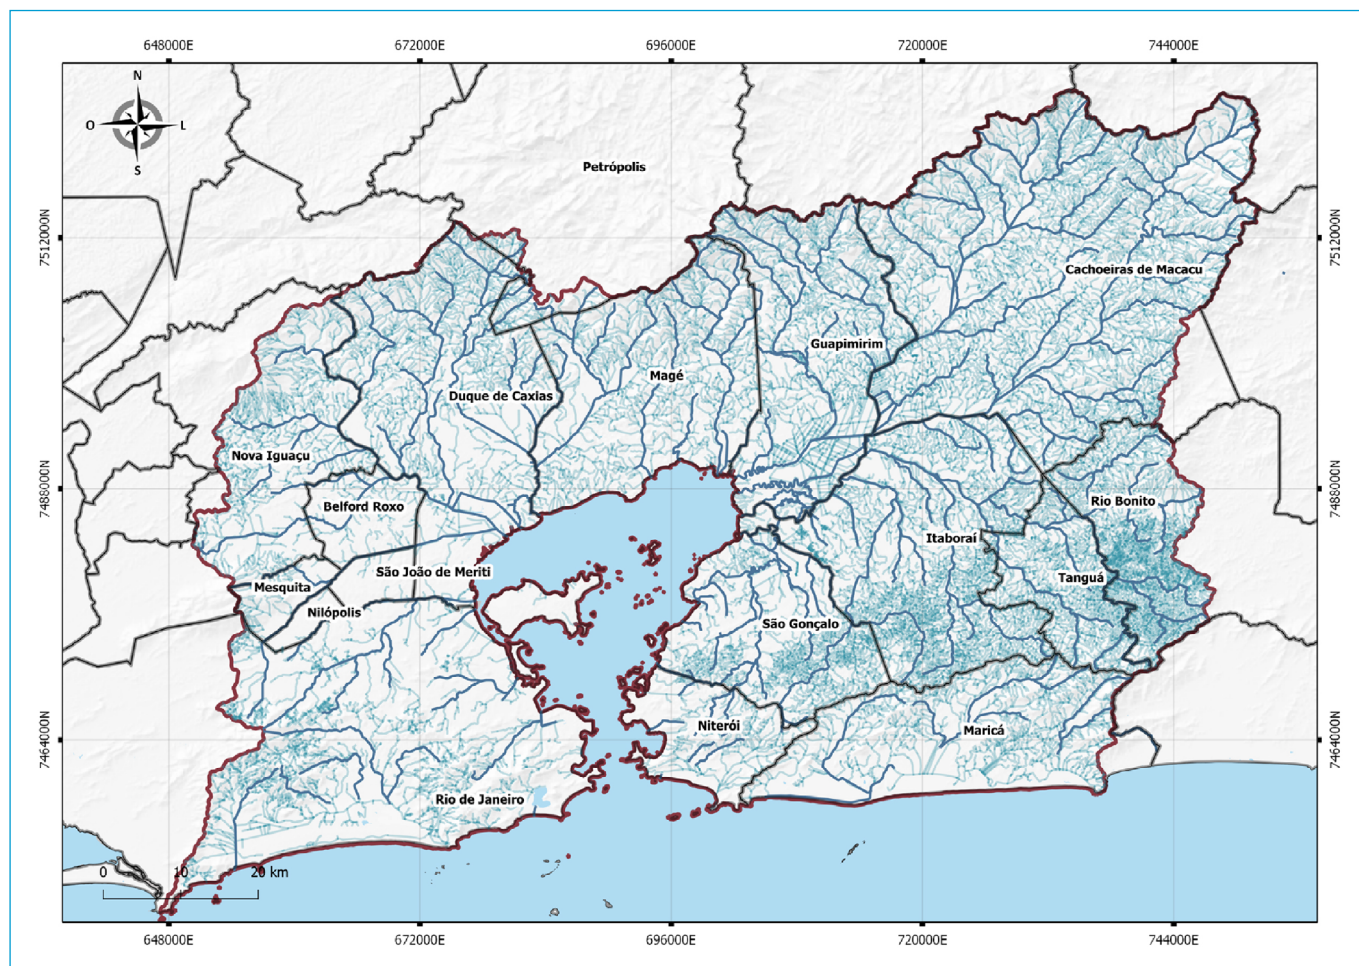 648000E 672000E 696000E 720000E 744000E
N
O L
S
Petrópolis
7512000N 7512000N
Cachoeiras de Macacu
Guapimirim
Magé
Duque de Caxias
Nova Iguaçu
7488000N 7488000N
Rio Bonito
Belford Roxo
Itaboraí
São João de Meriti
Tanguá
Mesquita
Nilópolis
São Gonçalo
Niterói
Maricá
7464000N 7464000N
Rio de Janeiro
0 10 20 km
648000E 672000E 696000E 720000E 744000E